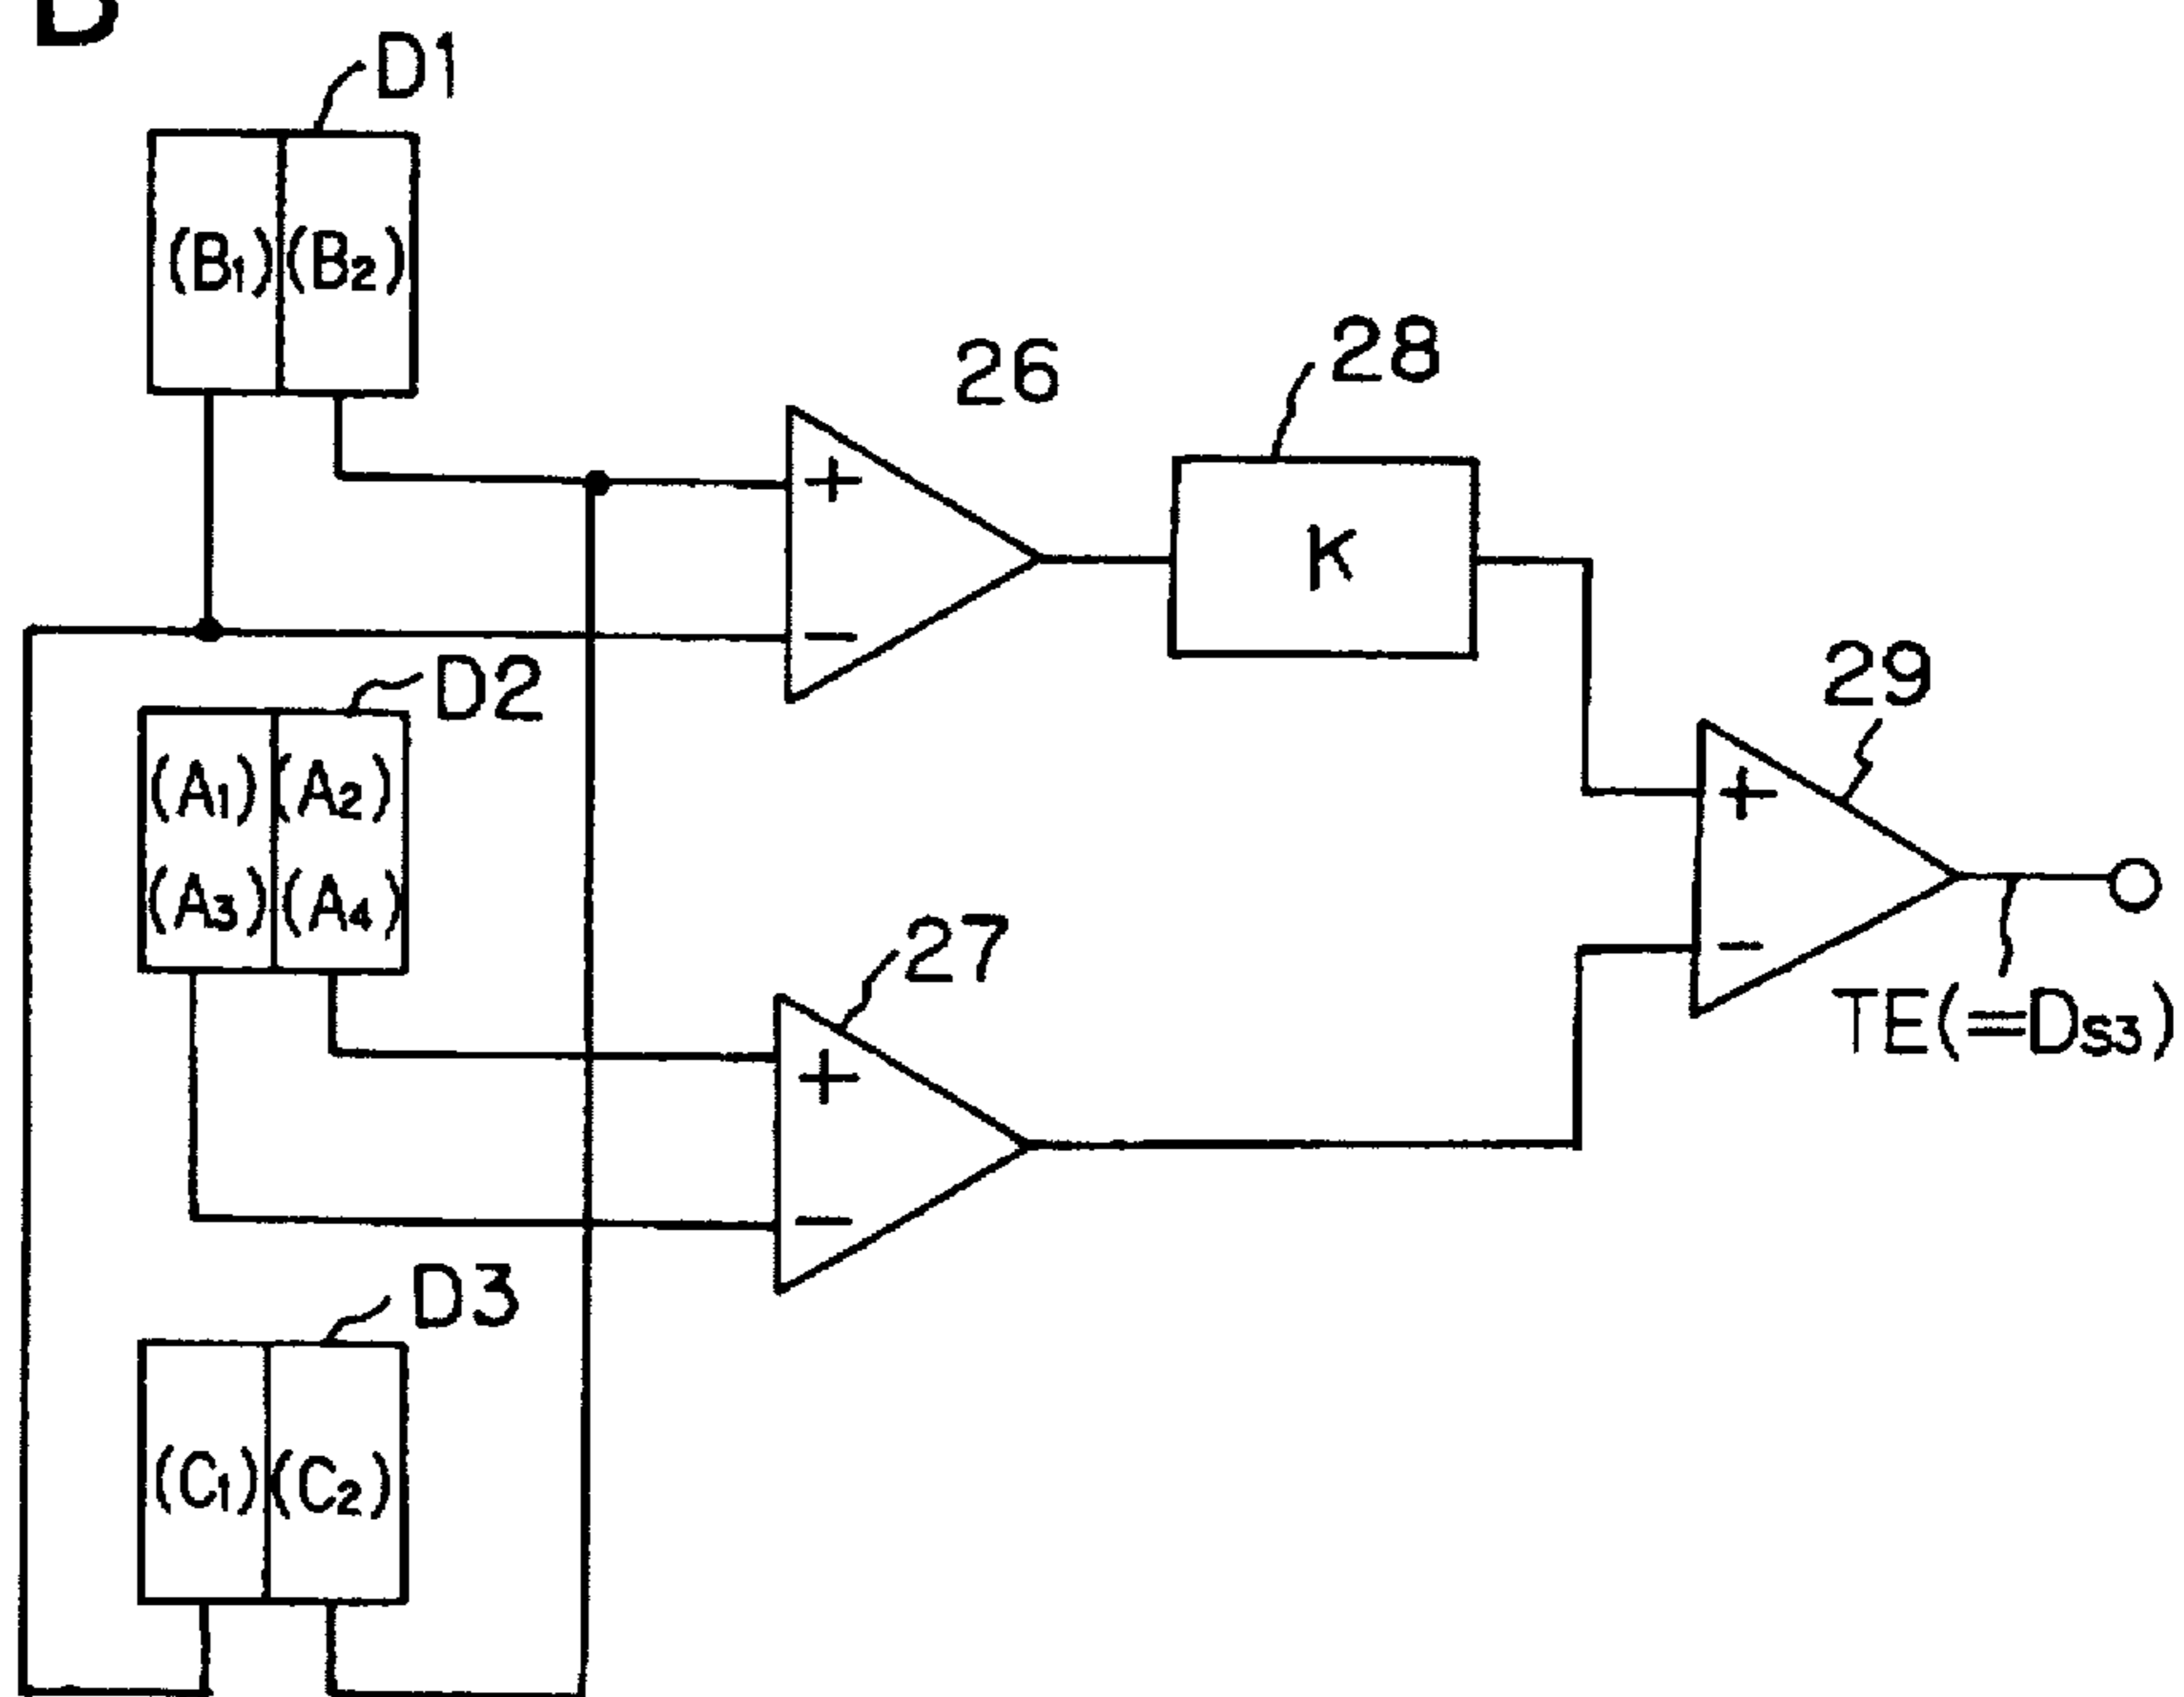 D1
(B1) (B2)
26
28
+
K
−
29
D2
(A1) (A2)
+
(A3) (A4)
27
−
TE(=DS3)
+
−
D3
(C1) (C2)